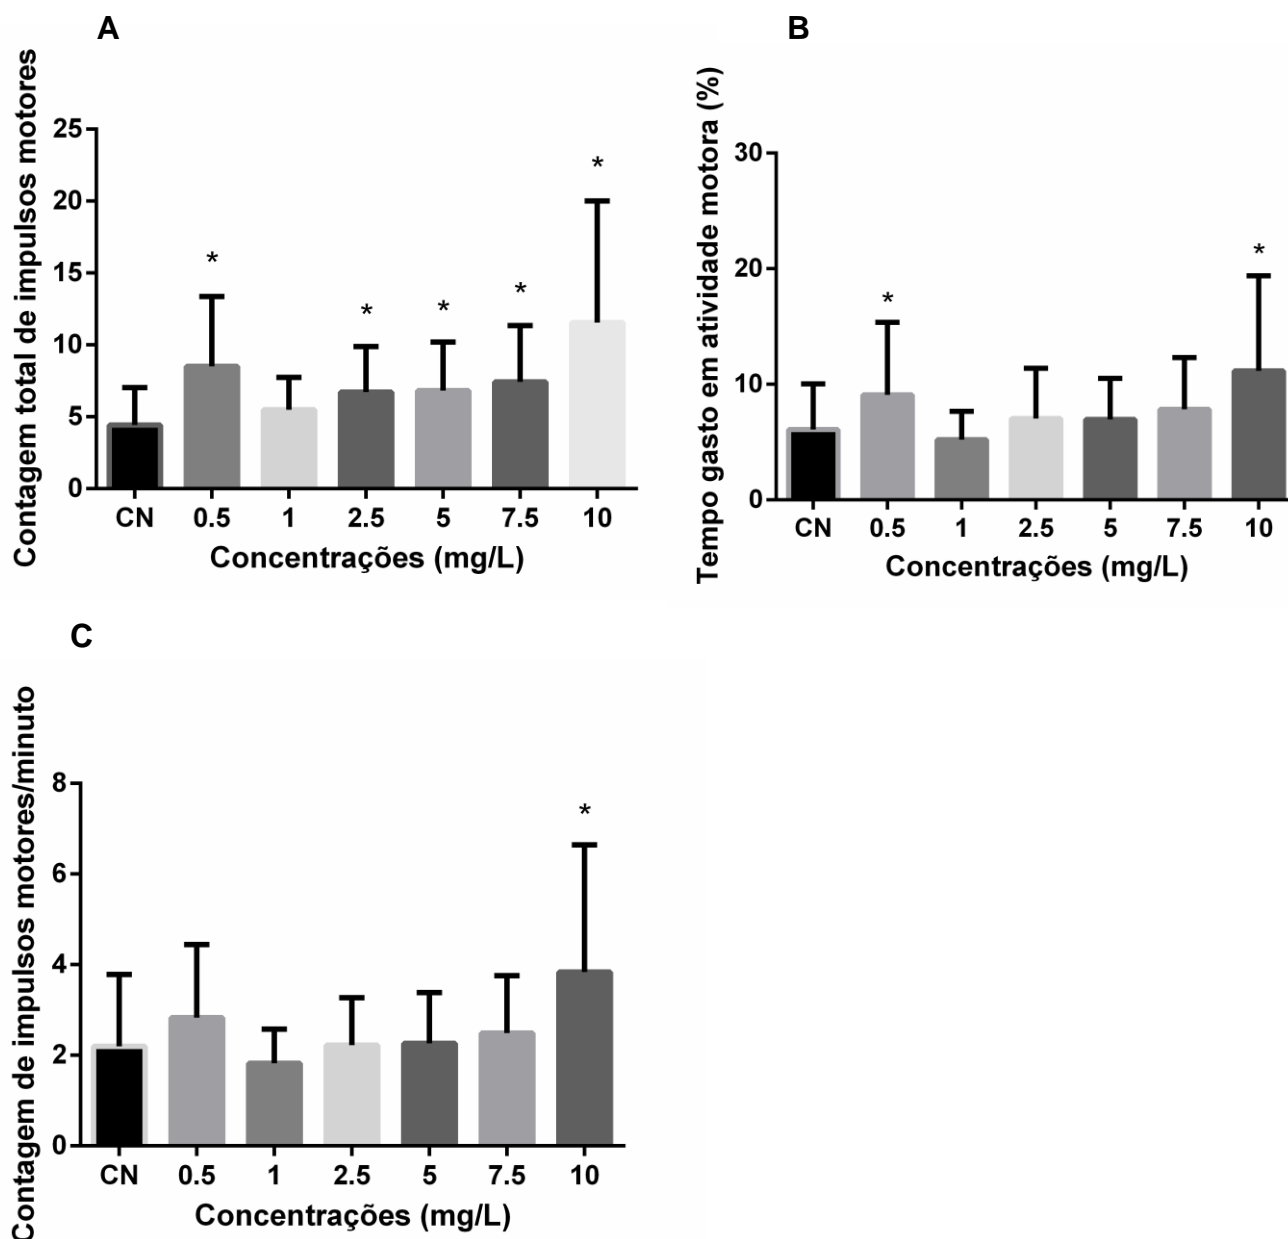 A
Contagem total de impulsos motores
25
20
15
10
5
0
* * * * * *
CN 0.5 1 2.5 5 7.5 10
Concentrações (mg/L)
B
Tempo gasto em atividade motora (%)
30
20
10
0
* *
CN 0.5 1 2.5 5 7.5 10
Concentrações (mg/L)
C
Contagem de impulsos motores/minuto
8
6
4
2
0
*
CN 0.5 1 2.5 5 7.5 10
Concentrações (mg/L)